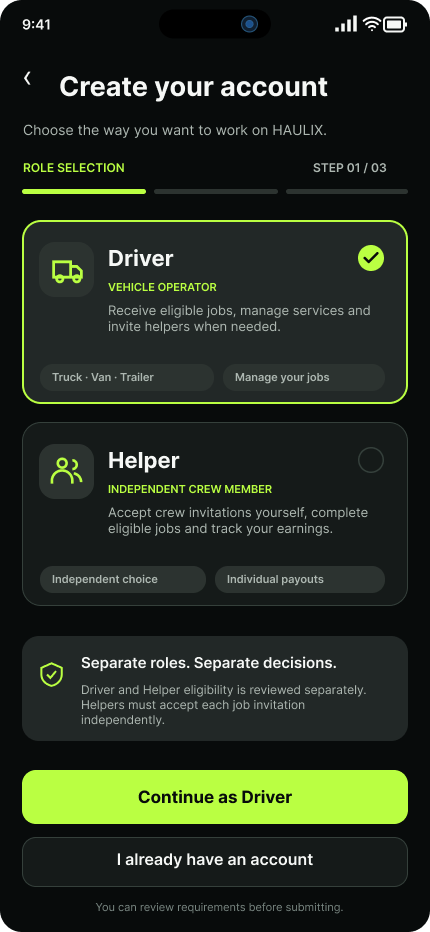 9:41
Create your account
Choose the way you want to work on HAULIX.
ROLE SELECTION
STEP 01 / 03
Driver
VEHICLE OPERATOR
Receive eligible jobs, manage services and
invite helpers when needed.
Truck · Van · Trailer
Manage your jobs
Helper
INDEPENDENT CREW MEMBER
Accept crew invitations yourself, complete
eligible jobs and track your earnings.
Independent choice
Individual payouts
Separate roles. Separate decisions.
Driver and Helper eligibility is reviewed separately.
Helpers must accept each job invitation
independently.
Continue as Driver
I already have an account
You can review requirements before submitting.